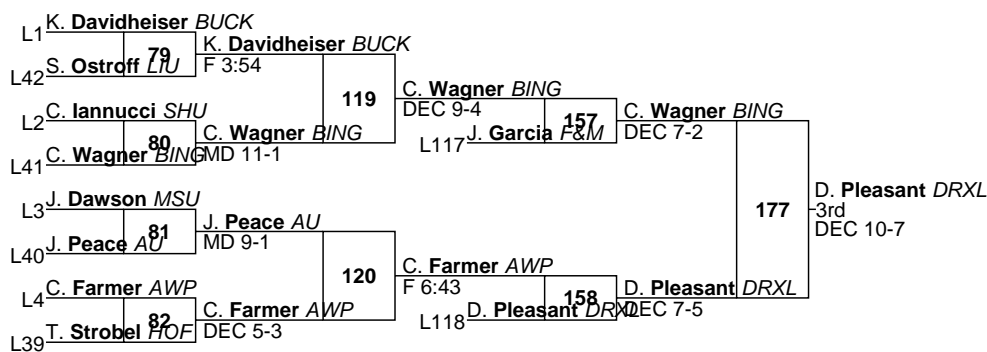 L1 K. Davidheiser BUCK
79
L42 S. Ostroff LIU
K. Davidheiser BUCK
F 3:54
L2 C. Iannucci SHU
80
L41 C. Wagner BING
C. Wagner BING
MD 11-1
119
C. Wagner BING
DEC 9-4
L117 J. Garcia F&M
157
C. Wagner BING
DEC 7-2
L3 J. Dawson MSU
81
L40 J. Peace AU
J. Peace AU
MD 9-1
L4 C. Farmer AWP
82
L39 T. Strobel HOF
C. Farmer AWP
DEC 5-3
120
C. Farmer AWP
F 6:43
L118 D. Pleasant DRXL
158
D. Pleasant DRXL
DEC 7-5
177
D. Pleasant DRXL
3rd
DEC 10-7